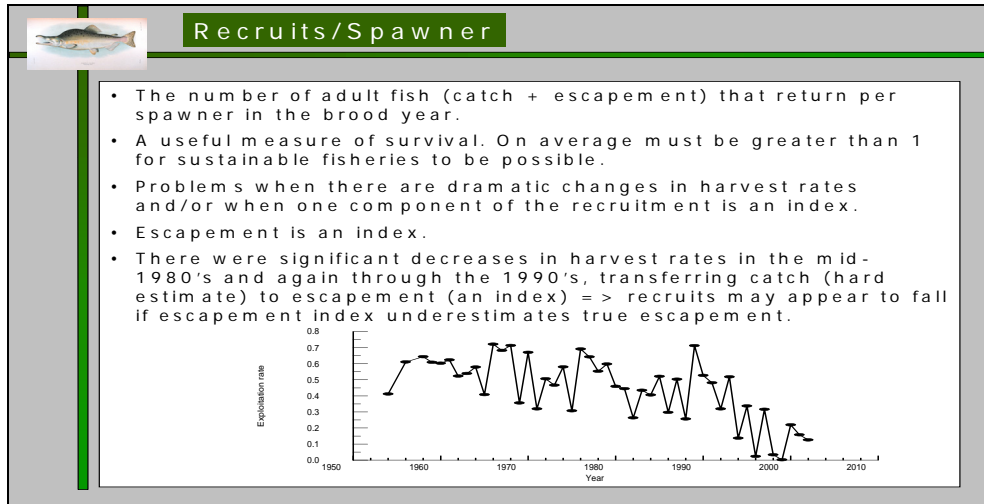 Recruits/Spawner
• The number of adult fish (catch + escapement) that return per
spawner in the brood year.
• A useful measure of survival. On average must be greater than 1
for sustainable fisheries to be possible.
• Problems when there are dramatic changes in harvest rates
and/or when one component of the recruitment is an index.
• Escapement is an index.
• There were significant decreases in harvest rates in the mid-
1980's and again through the 1990's, transferring catch (hard
estimate) to escapement (an index) => recruits may appear to fall
if escapement index underestimates true escapement.
0.8
0.7
0.6
0.5
0.4
0.3
0.2
0.1
0.0
Exploitation rate
1950 1960 1970 1980 1990 2000 2010
Year